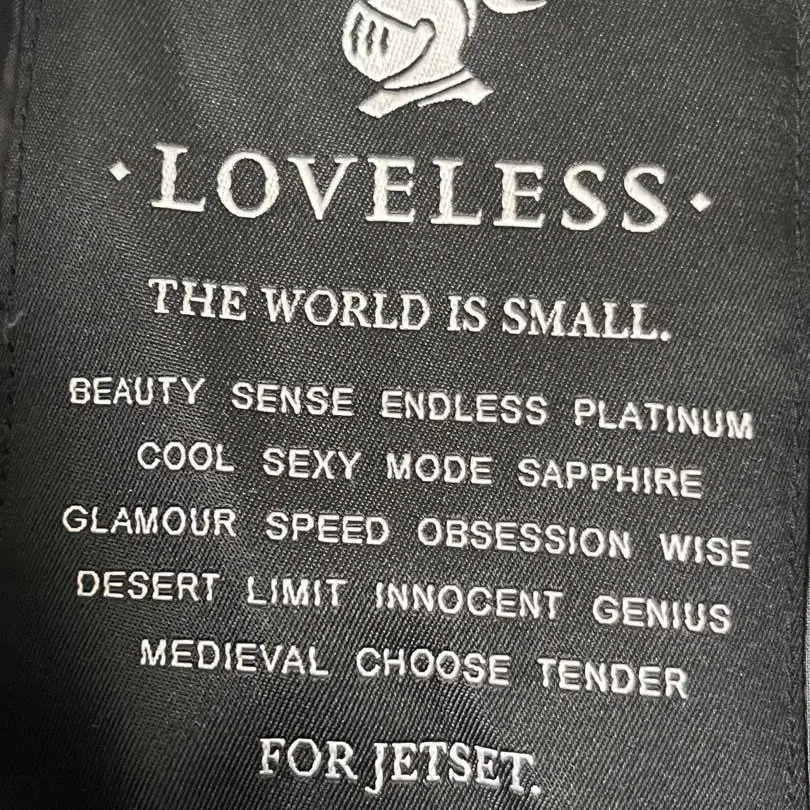 · LOVELESS ·
THE WORLD IS SMALL.
BEAUTY SENSE ENDLESS PLATINUM
COOL SEXY MODE SAPPHIRE
GLAMOUR SPEED OBSESSION WISE
DESERT LIMIT INNOCENT GENIUS
MEDIEVAL CHOOSE TENDER
FOR JETSET.